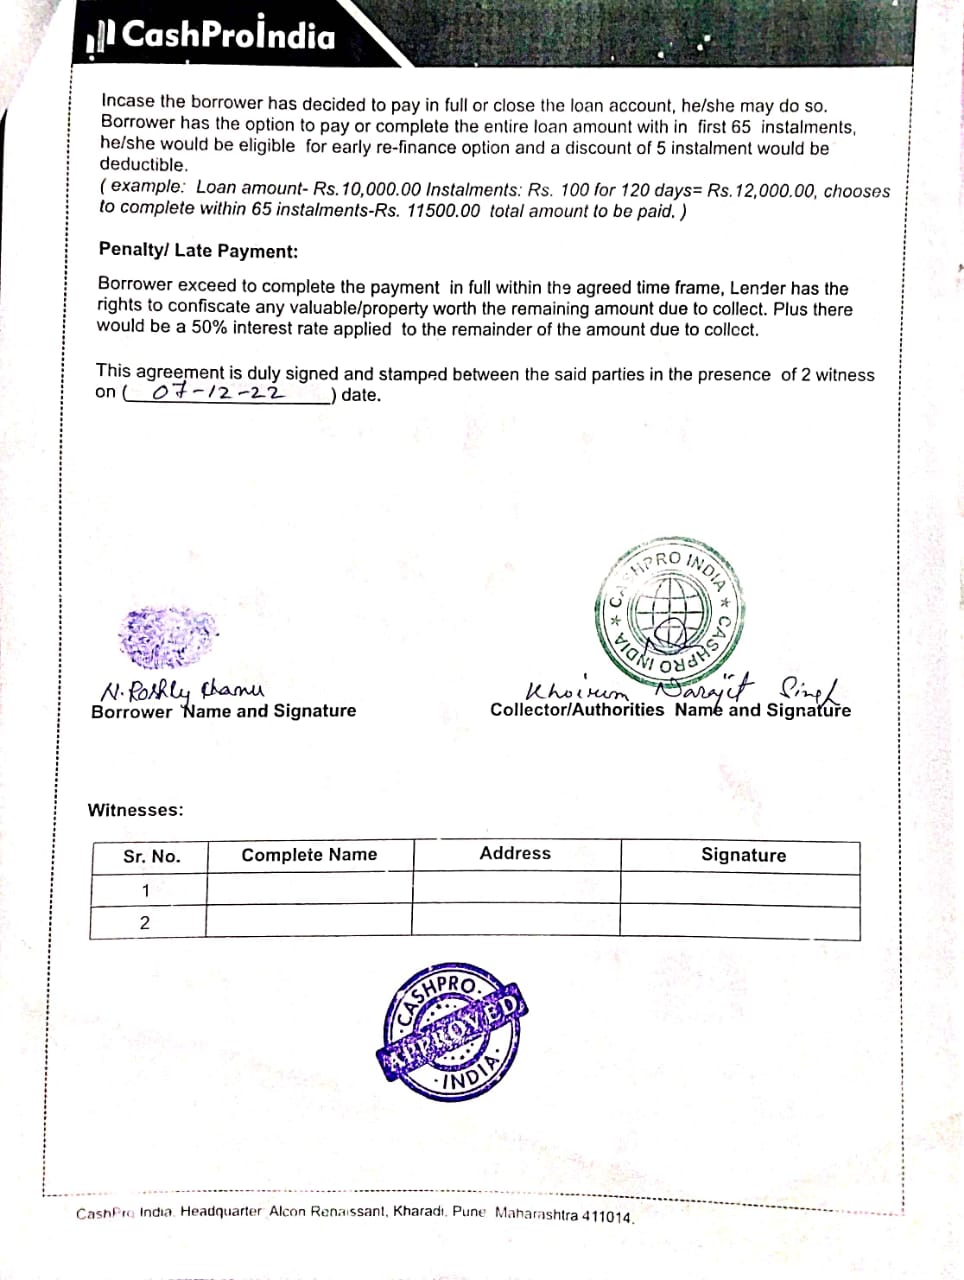 CashProİndia
Incase the borrower has decided to pay in full or close the loan account, he/she may do so.
Borrower has the option to pay or complete the entire loan amount with in first 65 instalments,
he/she would be eligible for early re-finance option and a discount of 5 instalment would be
deductible.
( example: Loan amount- Rs.10,000.00 Instalments: Rs. 100 for 120 days= Rs.12,000.00, chooses
to complete within 65 instalments-Rs. 11500.00 total amount to be paid. )
Penalty/ Late Payment:
Borrower exceed to complete the payment in full within the agreed time frame, Lender has the
rights to confiscate any valuable/property worth the remaining amount due to collect. Plus there
would be a 50% interest rate applied to the remainder of the amount due to collect.
This agreement is duly signed and stamped between the said parties in the presence of 2 witness
on ( 07-12-22 ) date.
CASHPRO INDIA * CASHPRO INDIA *
N. Chanu
Khoirum Narajit Singh
Borrower Name and Signature
Collector/Authorities Name and Signature
Witnesses:
Sr. No. Complete Name Address Signature
1
2
CASHPRO
APPROVED
INDIA
CashPro India. Headquarter Alcon Renaissant, Kharadi, Pune Maharashtra 411014.